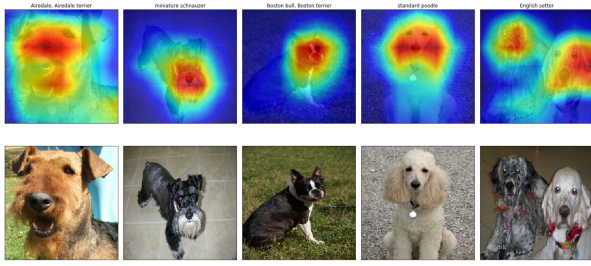 Airedale, Airedale terrier
miniature schnauzer
Boston bull, Boston terrier
standard poodle
English setter